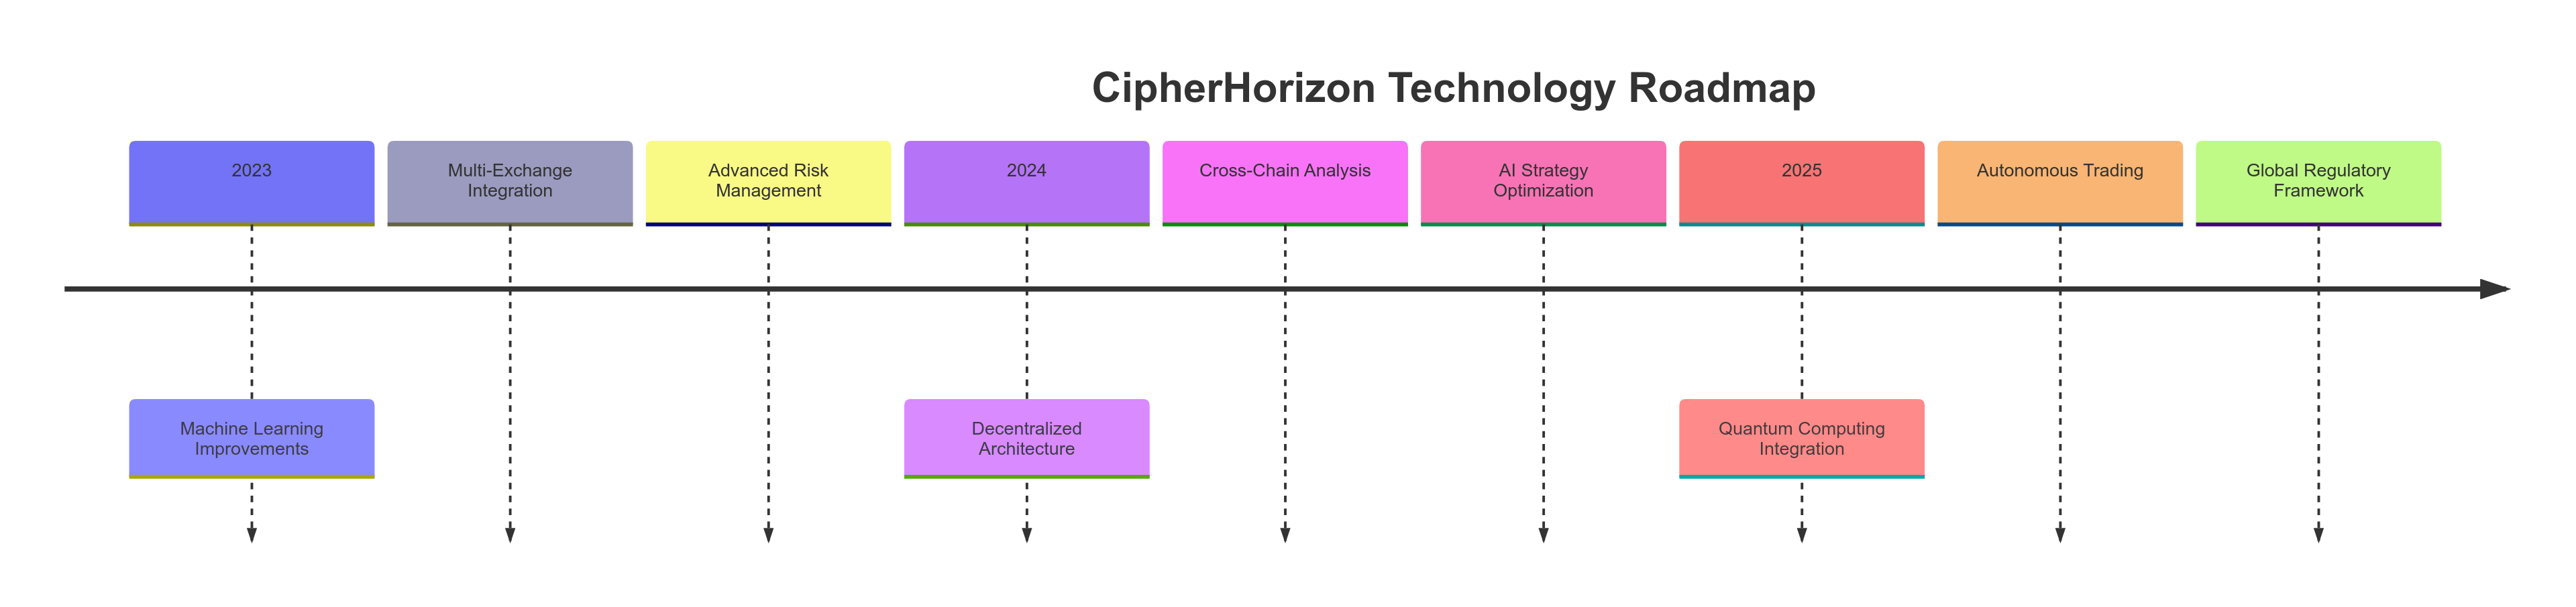 CipherHorizon Technology Roadmap
2023
Multi-Exchange
Integration
Advanced Risk
Management
2024
Cross-Chain Analysis
AI Strategy
Optimization
2025
Autonomous Trading
Global Regulatory
Framework
Machine Learning
Improvements
Decentralized
Architecture
Quantum Computing
Integration